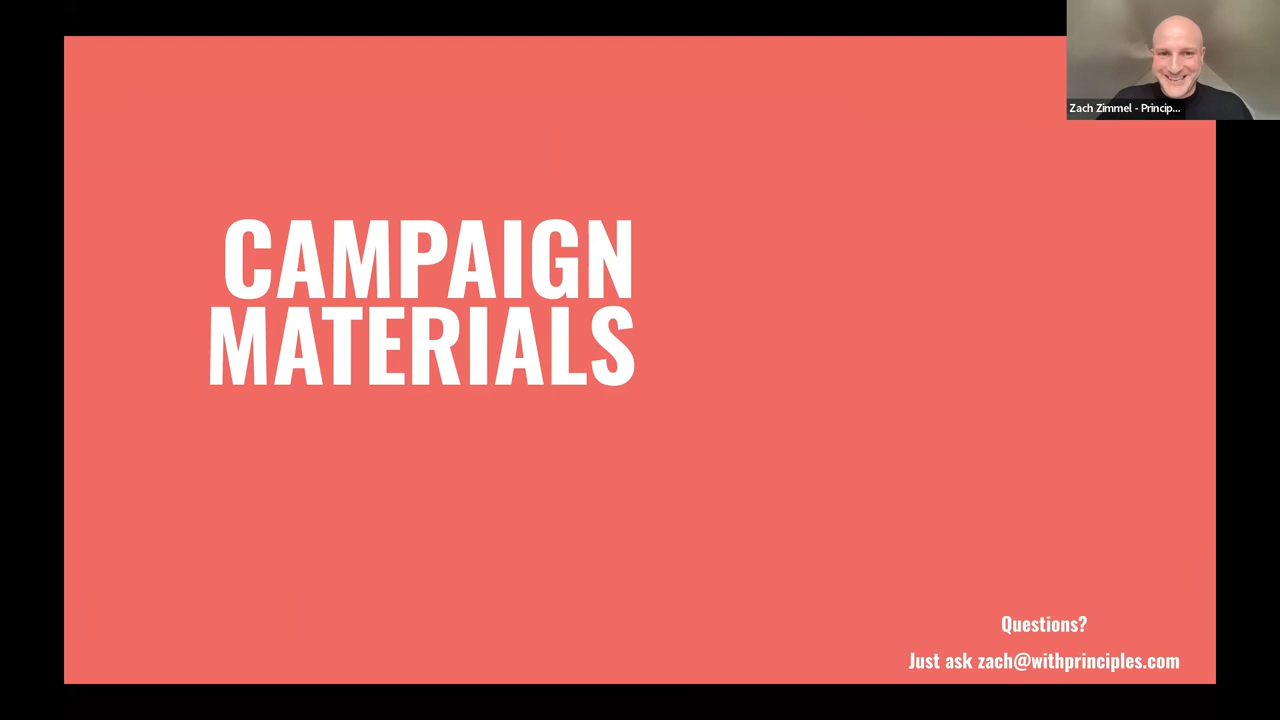 Zach Zimmel - Princip...
CAMPAIGN
MATERIALS
Questions?
Just ask zach@withprinciples.com